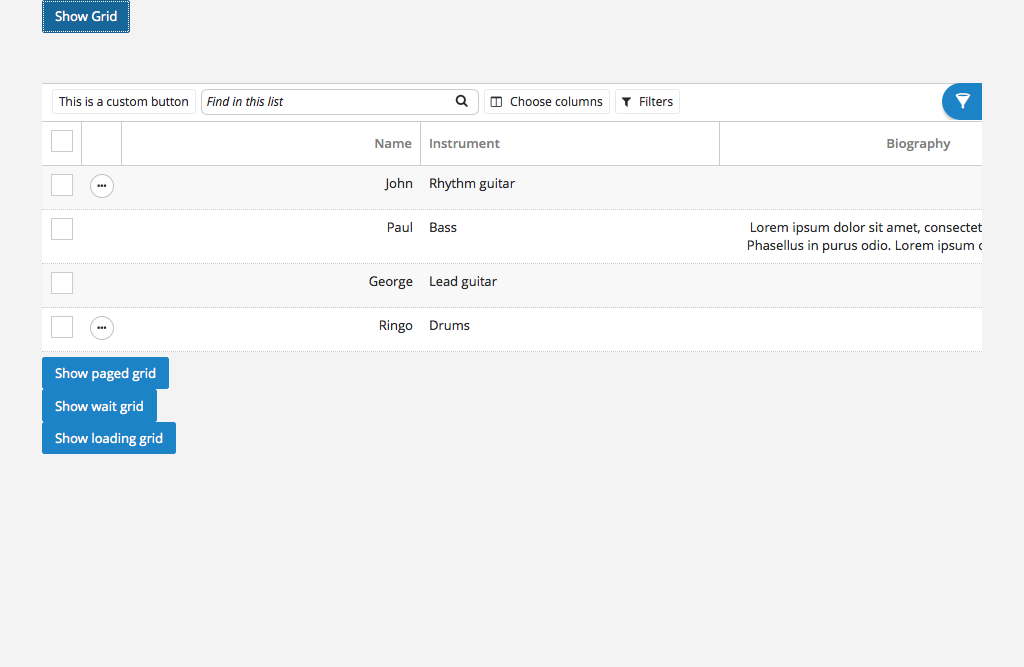 Show Grid
This is a custom button Find in this list Choose columns Filters
Name Instrument Biography
John Rhythm guitar
Paul Bass Lorem ipsum dolor sit amet, consectet
Phasellus in purus odio. Lorem ipsum
George Lead guitar
Ringo Drums
Show paged grid
Show wait grid
Show loading grid